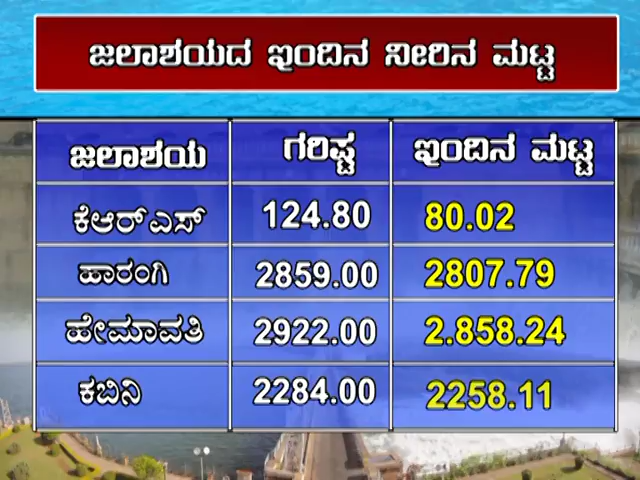 ಜಲಾಶಯದ ಇಂದಿನ ನೀರಿನ ಮಟ್ಟ
ಜಲಾಶಯ ಗರಿಷ್ಟ ಇಂದಿನ ಮಟ್ಟ
ಕೆಆರ್‌ಎಸ್ 124.80 80.02
ಹಾರಂಗಿ 2859.00 2807.79
ಹೇಮಾವತಿ 2922.00 2.858.24
ಕಬಿನಿ 2284.00 2258.11